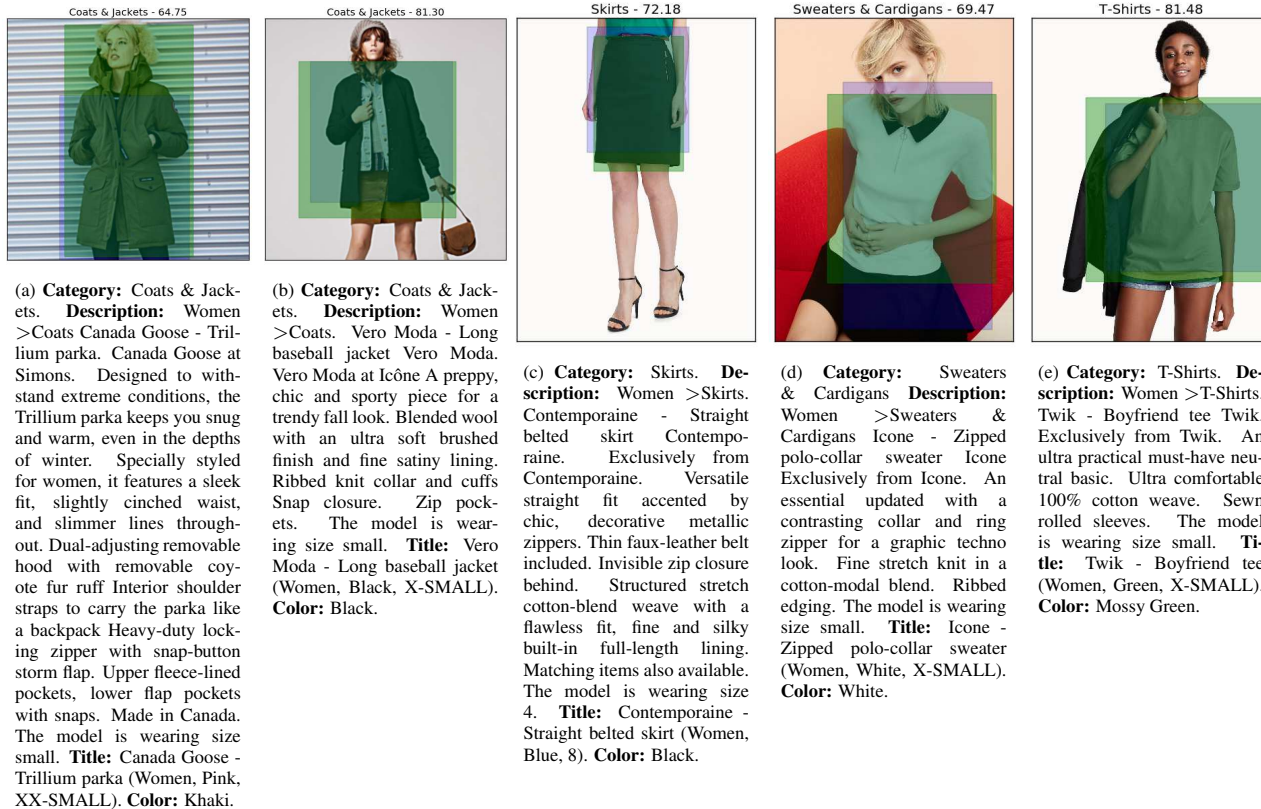 Coats & Jackets - 64.75
(a) Category: Coats & Jack-
ets. Description: Women
>Coats Canada Goose - Tril-
lium parka. Canada Goose at
Simons. Designed to with-
stand extreme conditions, the
Trillium parka keeps you snug
and warm, even in the depths
of winter. Specially styled
for women, it features a sleek
fit, slightly cinched waist,
and slimmer lines through-
out. Dual-adjusting removable
hood with removable coy-
ote fur ruff Interior shoulder
straps to carry the parka like
a backpack Heavy-duty lock-
ing zipper with snap-button
storm flap. Upper fleece-lined
pockets, lower flap pockets
with snaps. Made in Canada.
The model is wearing size
small. Title: Canada Goose -
Trillium parka (Women, Pink,
XX-SMALL). Color: Khaki.
Coats & Jackets - 81.30
(b) Category: Coats & Jack-
ets. Description: Women
>Coats. Vero Moda - Long
baseball jacket Vero Moda.
Vero Moda at Icône A preppy,
chic and sporty piece for a
trendy fall look. Blended wool
with an ultra soft brushed
finish and fine satiny lining.
Ribbed knit collar and cuffs
Snap closure. Zip pock-
ets. The model is wear-
ing size small. Title: Vero
Moda - Long baseball jacket
(Women, Black, X-SMALL).
Color: Black.
Skirts - 72.18
(c) Category: Skirts. De-
scription: Women >Skirts.
Contemporaine - Straight
belted skirt Contempo-
raine. Exclusively from
Contemporaine. Versatile
straight fit accented by
chic, decorative metallic
zippers. Thin faux-leather belt
included. Invisible zip closure
behind. Structured stretch
cotton-blend weave with a
flawless fit, fine and silky
built-in full-length lining.
Matching items also available.
The model is wearing size
4. Title: Contemporaine -
Straight belted skirt (Women,
Blue, 8). Color: Black.
Sweaters & Cardigans - 69.47
(d) Category: Sweaters
& Cardigans Description:
Women >Sweaters &
Cardigans Icone - Zipped
polo-collar sweater Icone
Exclusively from Icone. An
essential updated with a
contrasting collar and ring
zipper for a graphic techno
look. Fine stretch knit in a
cotton-modal blend. Ribbed
edging. The model is wearing
size small. Title: Icone -
Zipped polo-collar sweater
(Women, White, X-SMALL).
Color: White.
T-Shirts - 81.48
(e) Category: T-Shirts. De-
scription: Women >T-Shirts.
Twik - Boyfriend tee Twik.
Exclusively from Twik. An
ultra practical must-have neu-
tral basic. Ultra comfortable
100% cotton weave. Sewn
rolled sleeves. The model
is wearing size small. Ti-
tle: Twik - Boyfriend tee
(Women, Green, X-SMALL).
Color: Mossy Green.